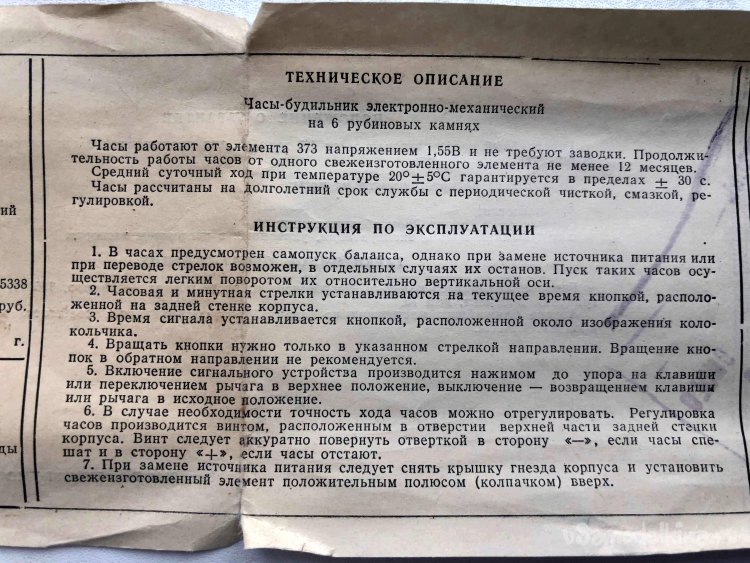 ТЕХНИЧЕСКОЕ ОПИСАНИЕ
Часы-будильник электронно-механический
на 6 рубиновых камнях
Часы работают от элемента 373 напряжением 1,55В и не требуют заводки. Продолжи-
тельность работы часов от одного свежеизготовленного элемента не менее 12 месяцев.
Средний суточный ход при температуре 20°±5°С гарантируется в пределах ± 30 с.
Часы рассчитаны на долголетний срок службы с периодической чисткой, смазкой, ре-
гулировкой.
ИНСТРУКЦИЯ ПО ЭКСПЛУАТАЦИИ
1. В часах предусмотрен самопуск баланса, однако при замене источника питания или
при переводе стрелок возможен, в отдельных случаях их останов. Пуск таких часов осу-
ществляется легким поворотом их относительно вертикальной оси.
2. Часовая и минутная стрелки устанавливаются на текущее время кнопкой, располо-
женной на задней стенке корпуса.
3. Время сигнала устанавливается кнопкой, расположенной около изображения коло-
кольчика.
4. Вращать кнопки нужно только в указанном стрелкой направлении. Вращение кно-
пок в обратном направлении не рекомендуется.
5. Включение сигнального устройства производится нажимом до упора на клавиши
или переключением рычага в верхнее положение, выключение — возвращением клавиши
или рычага в исходное положение.
6. В случае необходимости точность хода часов можно отрегулировать. Регулировка
часов производится винтом, расположенным в отверстии верхней части задней стенки
корпуса. Винт следует аккуратно повернуть отверткой в сторону «—», если часы спе-
шат и в сторону «+», если часы отстают.
7. При замене источника питания следует снять крышку гнезда корпуса и установить
свежеизготовленный элемент положительным полюсом (колпачком) вверх.
ий
5338
руб.
г.
ды